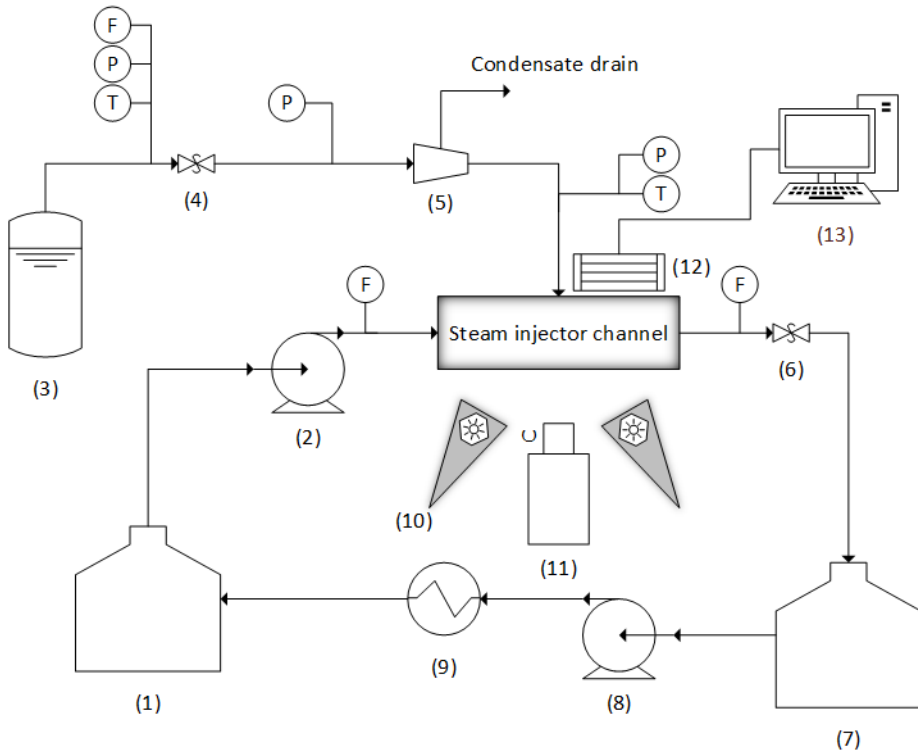 F
P
T
P
Condensate drain
P
T
(4)
(5)
(13)
(12)
F
F
Steam injector channel
(3)
(6)
(2)
C
(10)
(11)
(1)
(9)
(8)
(7)